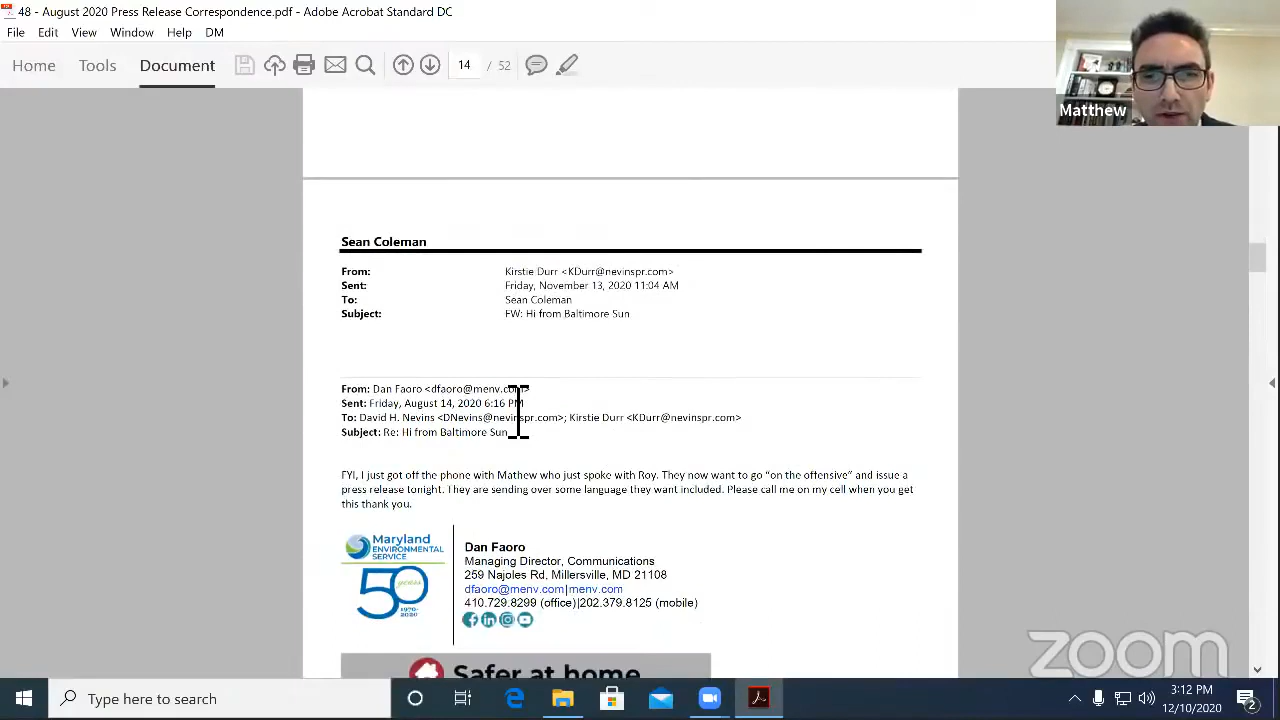 48 - August 2020 Press Release Correspondence.pdf - Adobe Acrobat Standard DC
File Edit View Window Help DM
Home Tools Document 14 / 52
Matthew
Sean Coleman
From: Kirstie Durr <KDurr@nevinspr.com>
Sent: Friday, November 13, 2020 11:04 AM
To: Sean Coleman
Subject: FW: Hi from Baltimore Sun
From: Dan Faoro <dfaoro@menv.com>
Sent: Friday, August 14, 2020 6:16 PM
To: David H. Nevins <DNevins@nevinspr.com>; Kirstie Durr <KDurr@nevinspr.com>
Subject: Re: Hi from Baltimore Sun
FYI, I just got off the phone with Mathew who just spoke with Roy. They now want to go “on the offensive” and issue a
press release tonight. They are sending over some language they want included. Please call me on my cell when you get
this thank you.
Maryland
ENVIRONMENTAL
SERVICE
50 years
1970-
2020
Dan Faoro
Managing Director, Communications
259 Najoles Rd, Millersville, MD 21108
dfaoro@menv.com|menv.com
410.729.8299 (office)|202.379.8125 (mobile)
Safer at home
zoom
Type here to search
3:12 PM
12/10/2020
2